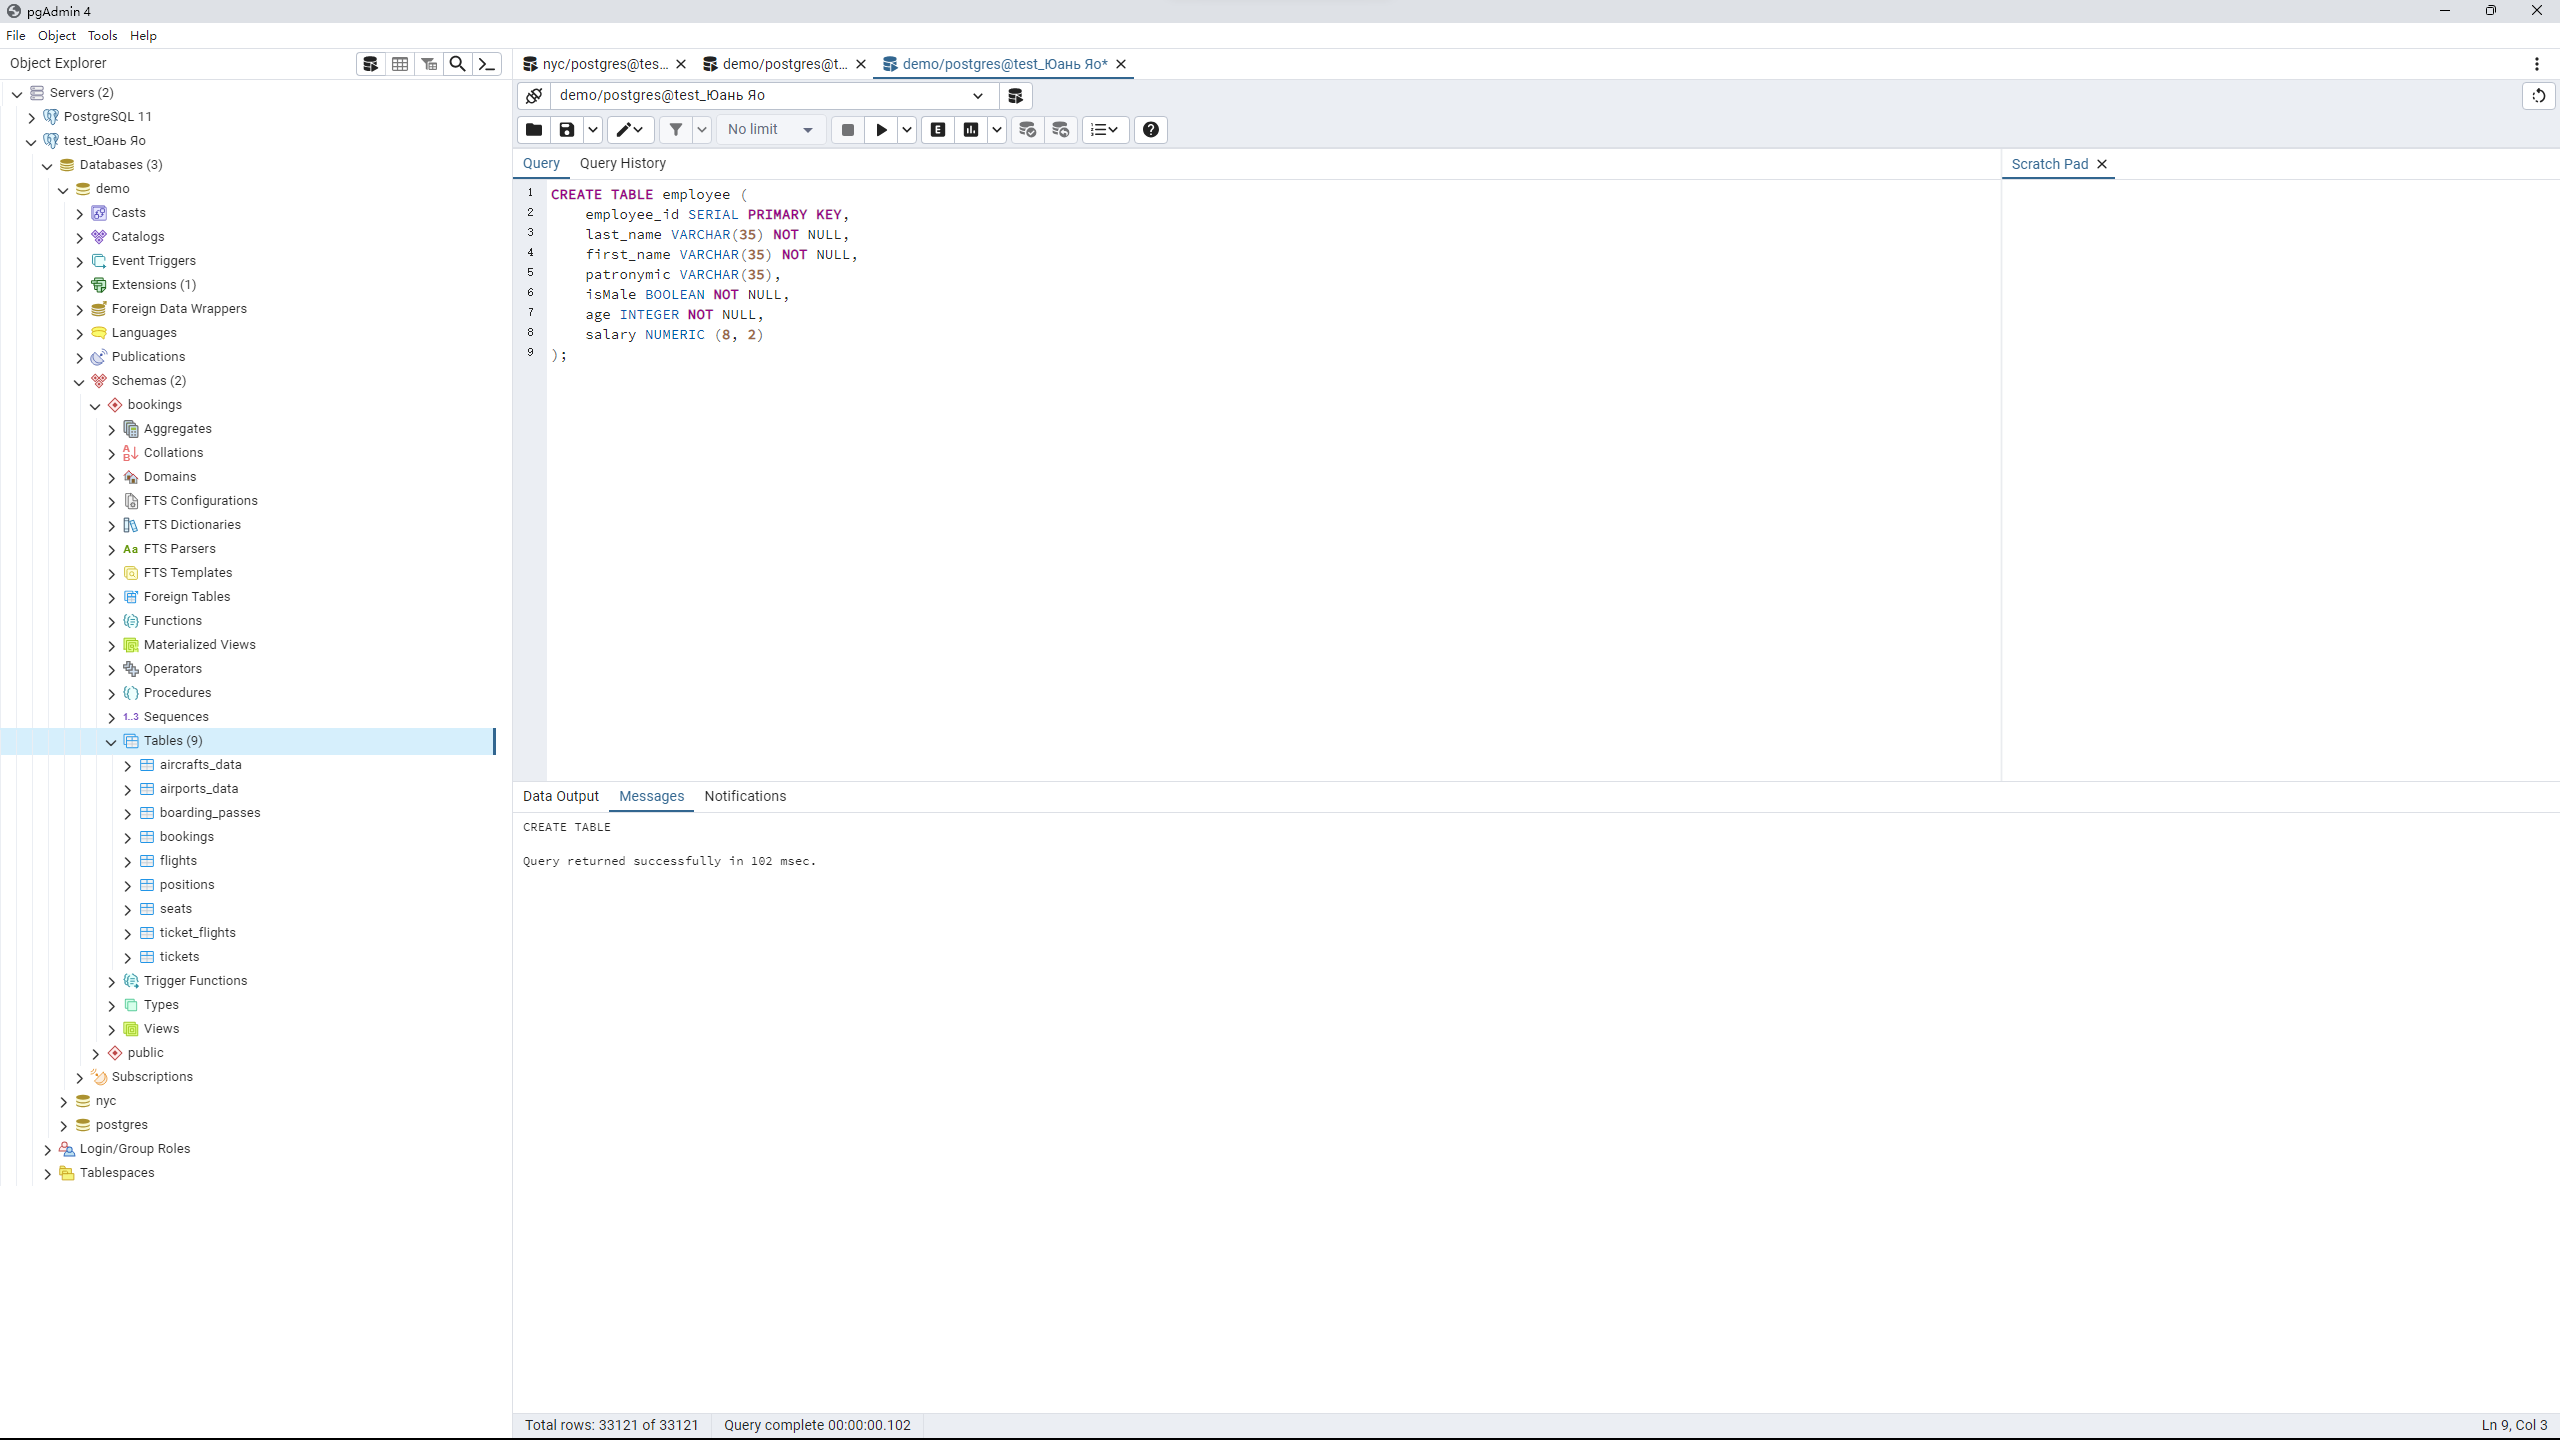 pgAdmin 4
File Object Tools Help
Object Explorer
Servers (2)
PostgreSQL 11
test_Юань Яо
Databases (3)
demo
Casts
Catalogs
Event Triggers
Extensions (1)
Foreign Data Wrappers
Languages
Publications
Schemas (2)
bookings
Aggregates
Collations
Domains
FTS Configurations
FTS Dictionaries
Aa FTS Parsers
FTS Templates
Foreign Tables
Functions
Materialized Views
Operators
Procedures
1..3 Sequences
Tables (9)
aircrafts_data
airports_data
boarding_passes
bookings
flights
positions
seats
ticket_flights
tickets
Trigger Functions
Types
Views
public
Subscriptions
nyc
postgres
Login/Group Roles
Tablespaces
nyc/postgres@tes... demo/postgres@t... demo/postgres@test_Юань Яо*
demo/postgres@test_Юань Яо
No limit E
Query Query History
1 CREATE TABLE employee (
2 employee_id SERIAL PRIMARY KEY,
3 last_name VARCHAR(35) NOT NULL,
4 first_name VARCHAR(35) NOT NULL,
5 patronymic VARCHAR(35),
6 isMale BOOLEAN NOT NULL,
7 age INTEGER NOT NULL,
8 salary NUMERIC (8, 2)
9 );
Scratch Pad
Data Output Messages Notifications
CREATE TABLE
Query returned successfully in 102 msec.
Total rows: 33121 of 33121 Query complete 00:00:00.102 Ln 9, Col 3